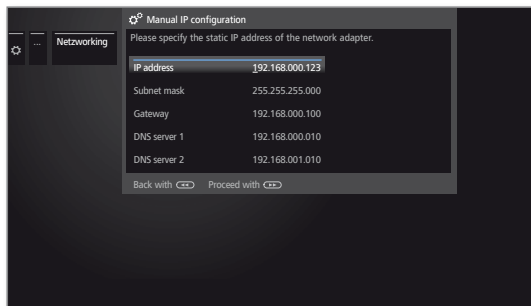 Manual IP configuration
... Netzworking
Please specify the static IP address of the network adapter.
IP address 192.168.000.123
Subnet mask 255.255.255.000
Gateway 192.168.000.100
DNS server 1 192.168.000.010
DNS server 2 192.168.001.010
Back with Proceed with